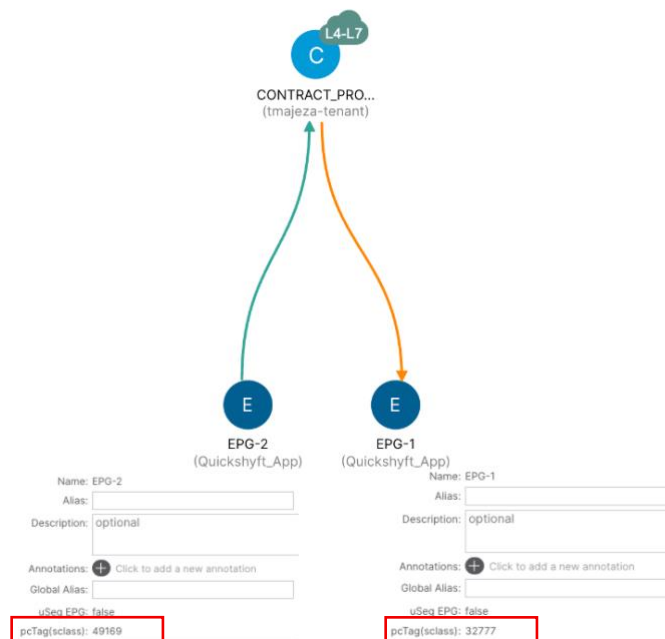 L4-L7
C
CONTRACT_PRO...
(tmajeza-tenant)
E
EPG-2
(Quickshyft_App)
E
EPG-1
(Quickshyft_App)
Name: EPG-2
Alias:
Description: optional
Annotations: Click to add a new annotation
Global Alias:
uSeg EPG: false
pcTag(sclass): 49169
Name: EPG-1
Alias:
Description: optional
Annotations: Click to add a new annotation
Global Alias:
uSeg EPG: false
pcTag(sclass): 32777